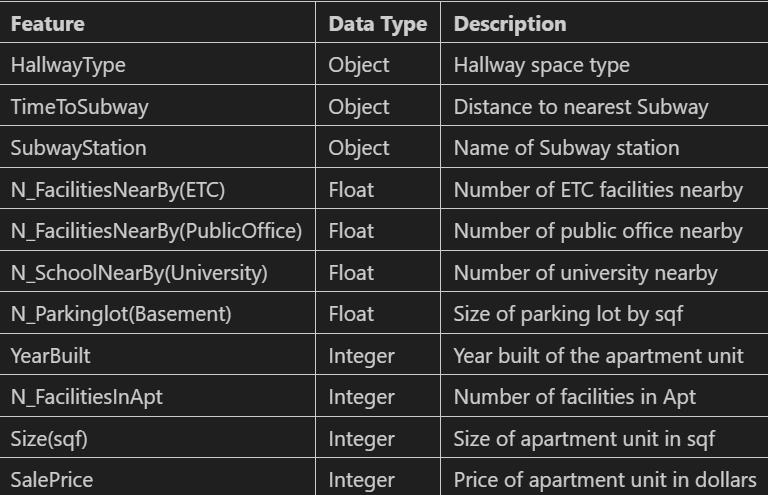 Feature Data Type Description
HallwayType Object Hallway space type
TimeToSubway Object Distance to nearest Subway
SubwayStation Object Name of Subway station
N_FacilitiesNearBy(ETC) Float Number of ETC facilities nearby
N_FacilitiesNearBy(PublicOffice) Float Number of public office nearby
N_SchoolNearBy(University) Float Number of university nearby
N_Parkinglot(Basement) Float Size of parking lot by sqf
YearBuilt Integer Year built of the apartment unit
N_FacilitiesInApt Integer Number of facilities in Apt
Size(sqf) Integer Size of apartment unit in sqf
SalePrice Integer Price of apartment unit in dollars